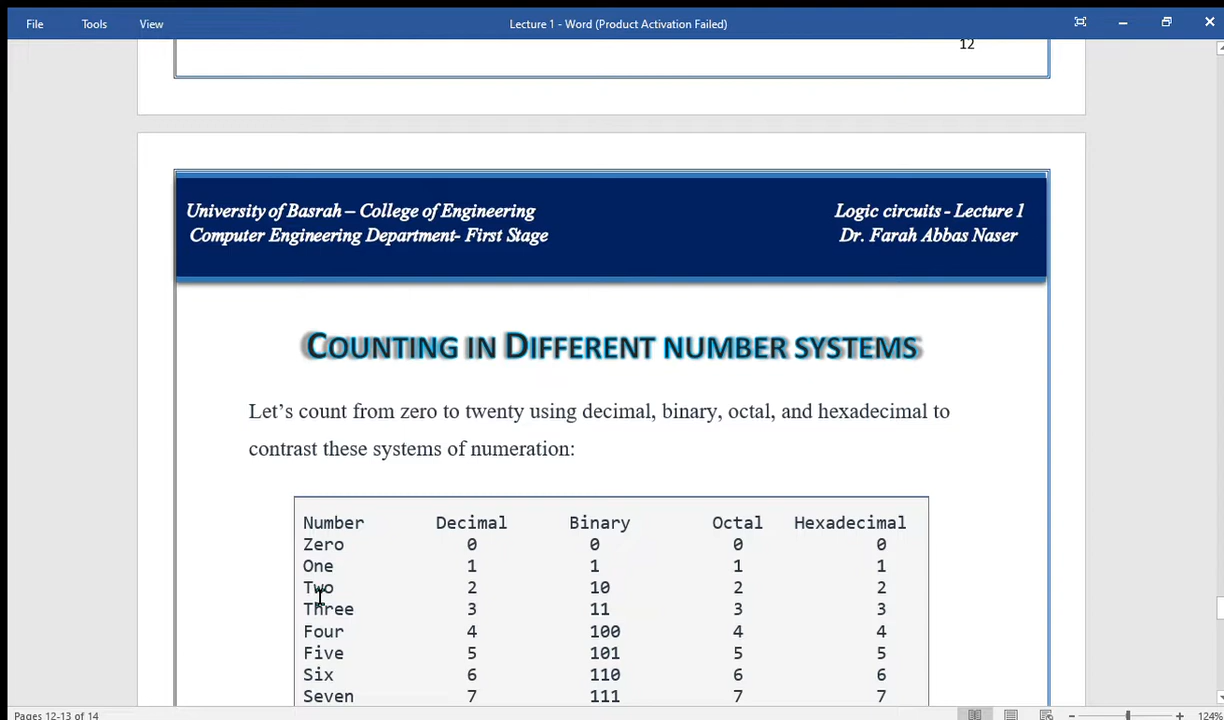 File Tools View Lecture 1 - Word (Product Activation Failed)
12
University of Basrah – College of Engineering Logic circuits - Lecture 1
Computer Engineering Department- First Stage Dr. Farah Abbas Naser
COUNTING IN DIFFERENT NUMBER SYSTEMS
Let's count from zero to twenty using decimal, binary, octal, and hexadecimal to
contrast these systems of numeration:
Number Decimal Binary Octal Hexadecimal
Zero 0 0 0 0
One 1 1 1 1
Two 2 10 2 2
Three 3 11 3 3
Four 4 100 4 4
Five 5 101 5 5
Six 6 110 6 6
Seven 7 111 7 7
Pages 12-13 of 14 124%